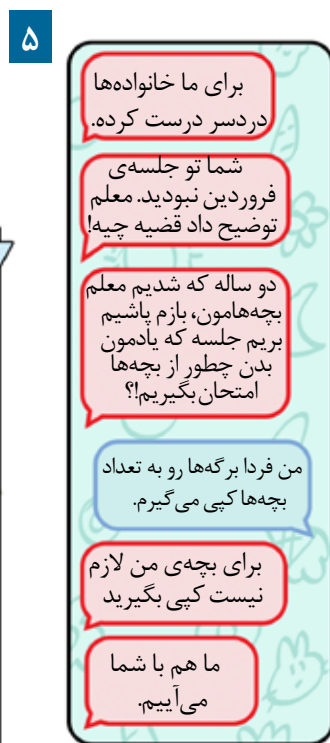 ۵
برای ما خانواده‌ها
دردسر درست کرده.
شما تو جلسه‌ی
فروردین نبودید. معلم
توضیح داد قضیه چیه!
دو ساله که شدیم معلم
بچه‌هامون، بازم پاشیم
بریم جلسه که یادمون
بدن چطور از بچه‌ها
امتحان بگیریم!؟
من فردا برگه‌ها رو به تعداد
بچه‌ها کپی می‌گیرم.
برای بچه‌ی من لازم
نیست کپی بگیرید
ما هم با شما
می‌آییم.